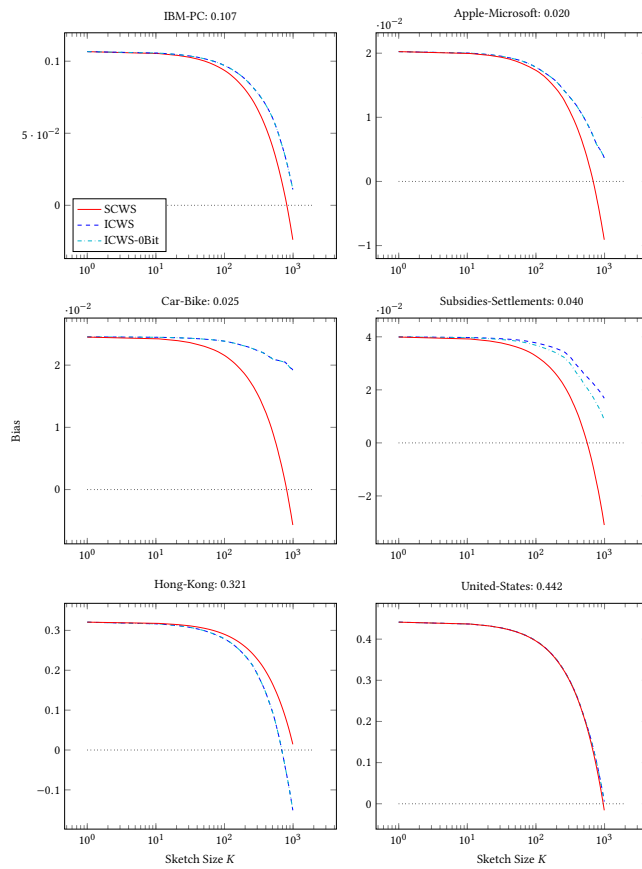 IBM-PC: 0.107
0.1
5 · 10⁻²
0
SCWS
ICWS
ICWS-0Bit
10⁰ 10¹ 10² 10³
Apple-Microsoft: 0.020
·10⁻²
2
1
0
−1
10⁰ 10¹ 10² 10³
Car-Bike: 0.025
·10⁻²
2
1
0
Bias
10⁰ 10¹ 10² 10³
Subsidies-Settlements: 0.040
·10⁻²
4
2
0
−2
10⁰ 10¹ 10² 10³
Hong-Kong: 0.321
0.3
0.2
0.1
0
−0.1
10⁰ 10¹ 10² 10³
Sketch Size K
United-States: 0.442
0.4
0.2
0
10⁰ 10¹ 10² 10³
Sketch Size K